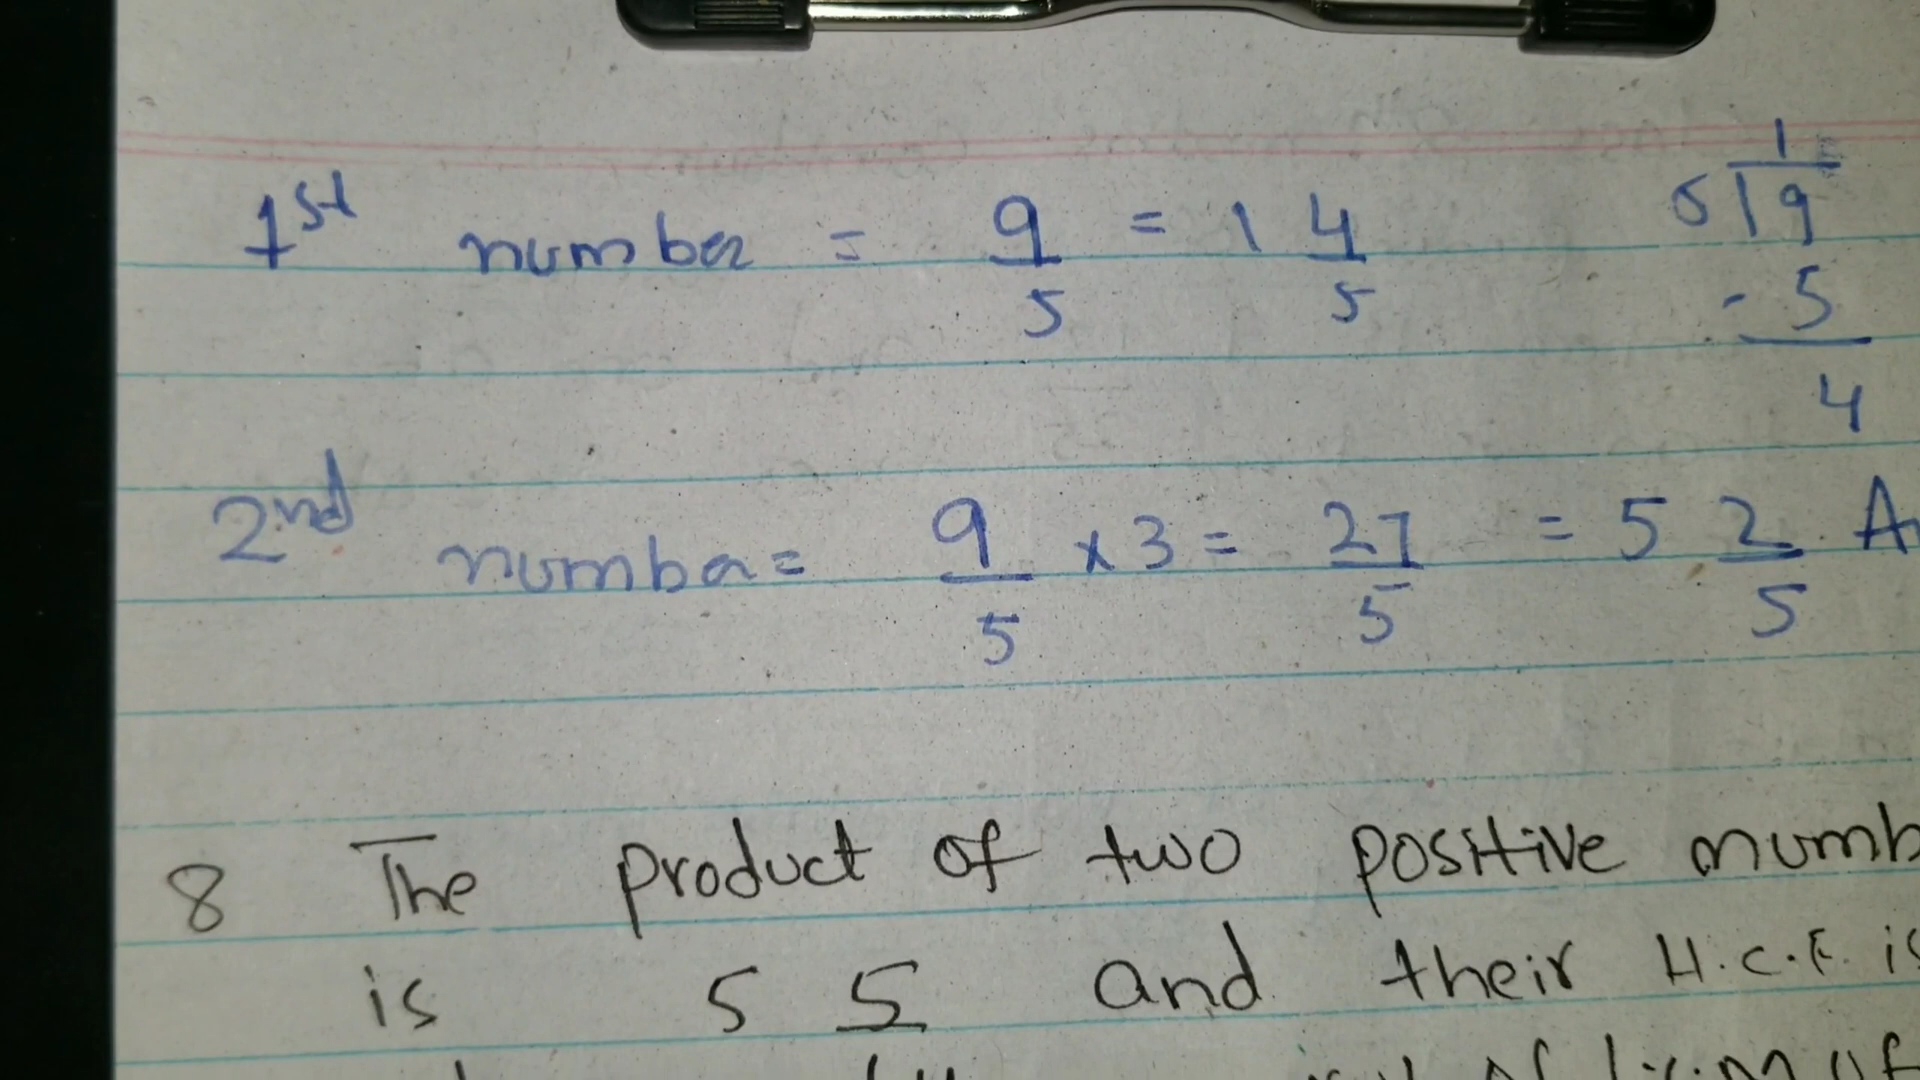 1st number = 9/5 = 1 4/5
1
5 19
- 5
4
2nd number = 9/5 x 3 = 27/5 = 5 2/5 A
8 The product of two positive numb
is 5 5 and their H.C.F. is